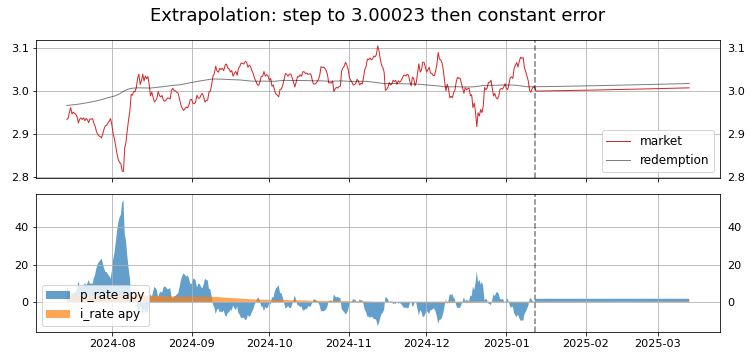 Extrapolation: step to 3.00023 then constant error
3.1 3.1
3.0 3.0
2.9 2.9
2.8 2.8
market
redemption
2024-08 2024-09 2024-10 2024-11 2024-12 2025-01 2025-02 2025-03
40 40
20 20
0 0
p_rate apy
i_rate apy